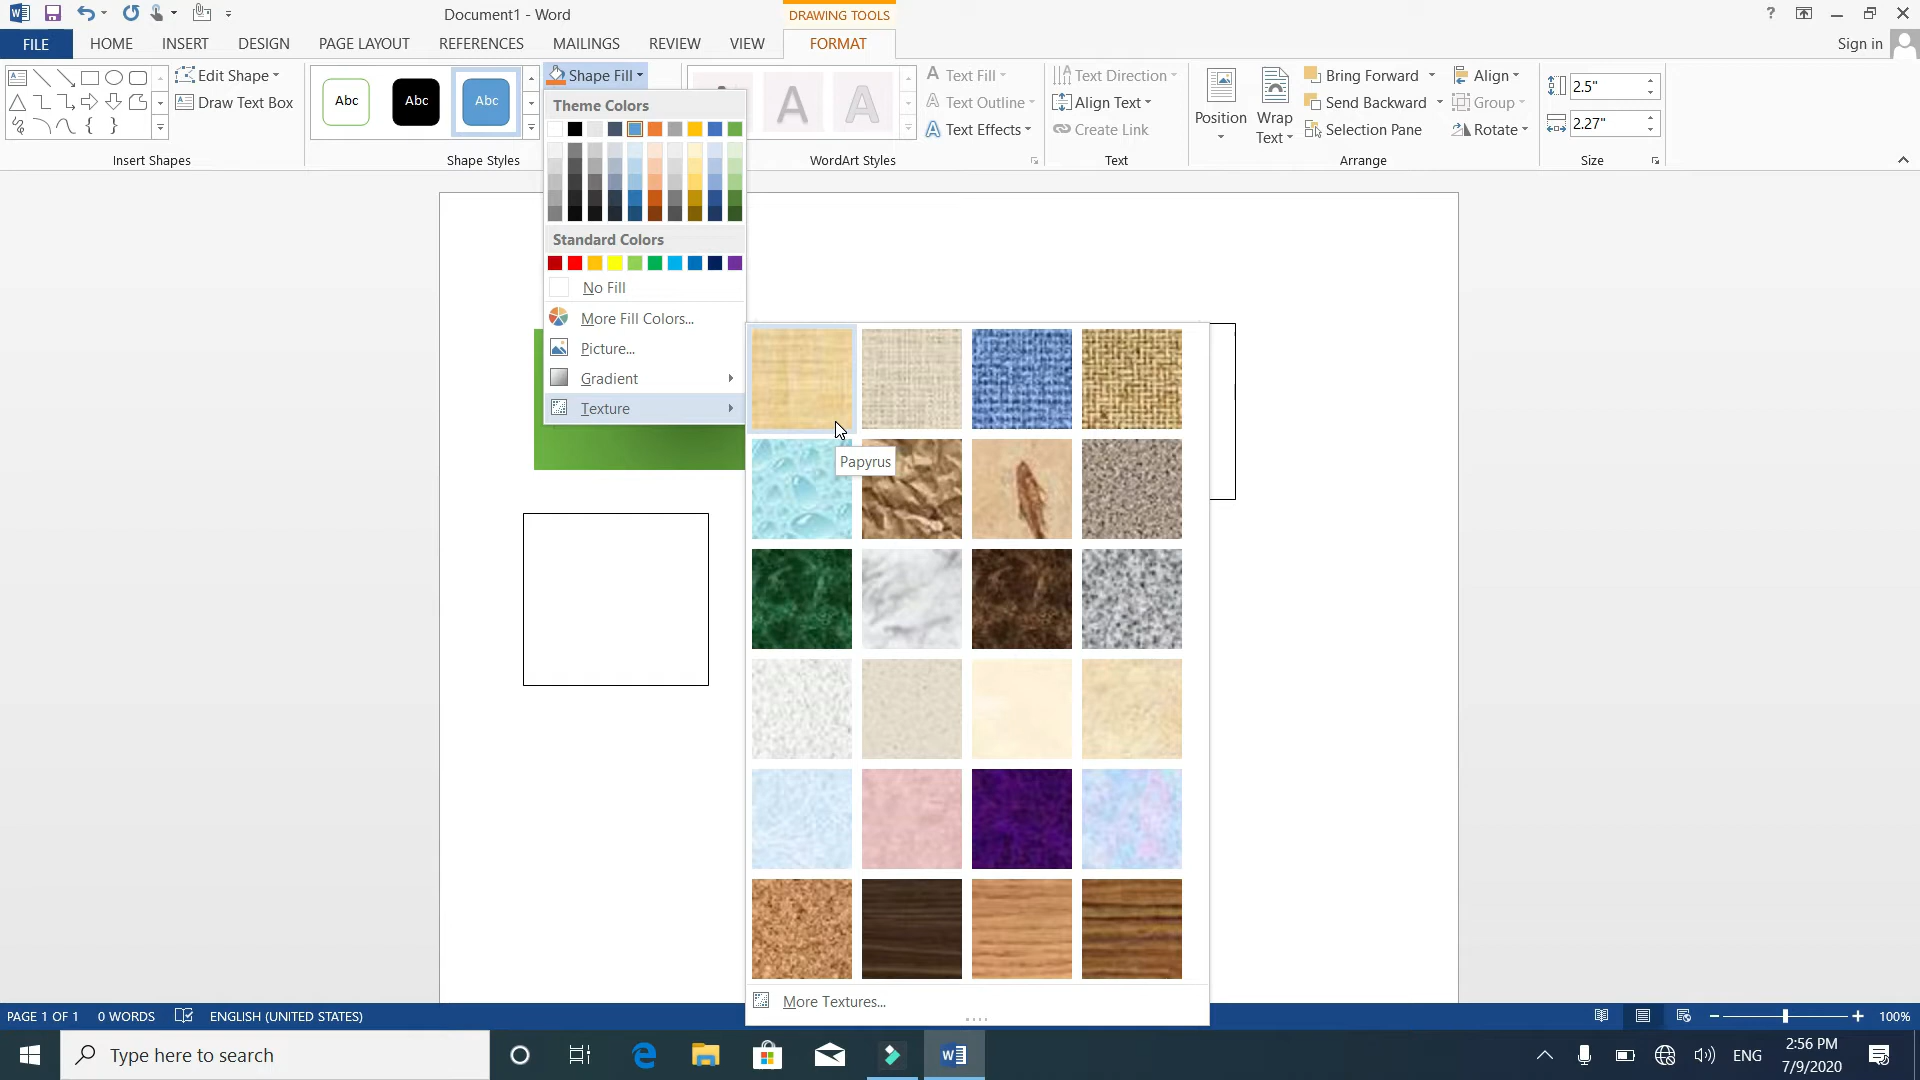 Document1 - Word
DRAWING TOOLS
?
FILE
HOME
INSERT
DESIGN
PAGE LAYOUT
REFERENCES
MAILINGS
REVIEW
VIEW
FORMAT
Sign in
Edit Shape
Draw Text Box
Insert Shapes
Abc
Abc
Abc
Shape Styles
Shape Fill
Text Fill
Text Outline
Text Effects
WordArt Styles
Text Direction
Align Text
Create Link
Text
Position
Wrap
Text
Bring Forward
Send Backward
Selection Pane
Align
Group
Rotate
Arrange
2.5"
2.27"
Size
Theme Colors
Standard Colors
No Fill
More Fill Colors...
Picture...
Gradient
Texture
Papyrus
More Textures...
PAGE 1 OF 1
0 WORDS
ENGLISH (UNITED STATES)
100%
Type here to search
ENG
2:56 PM
7/9/2020